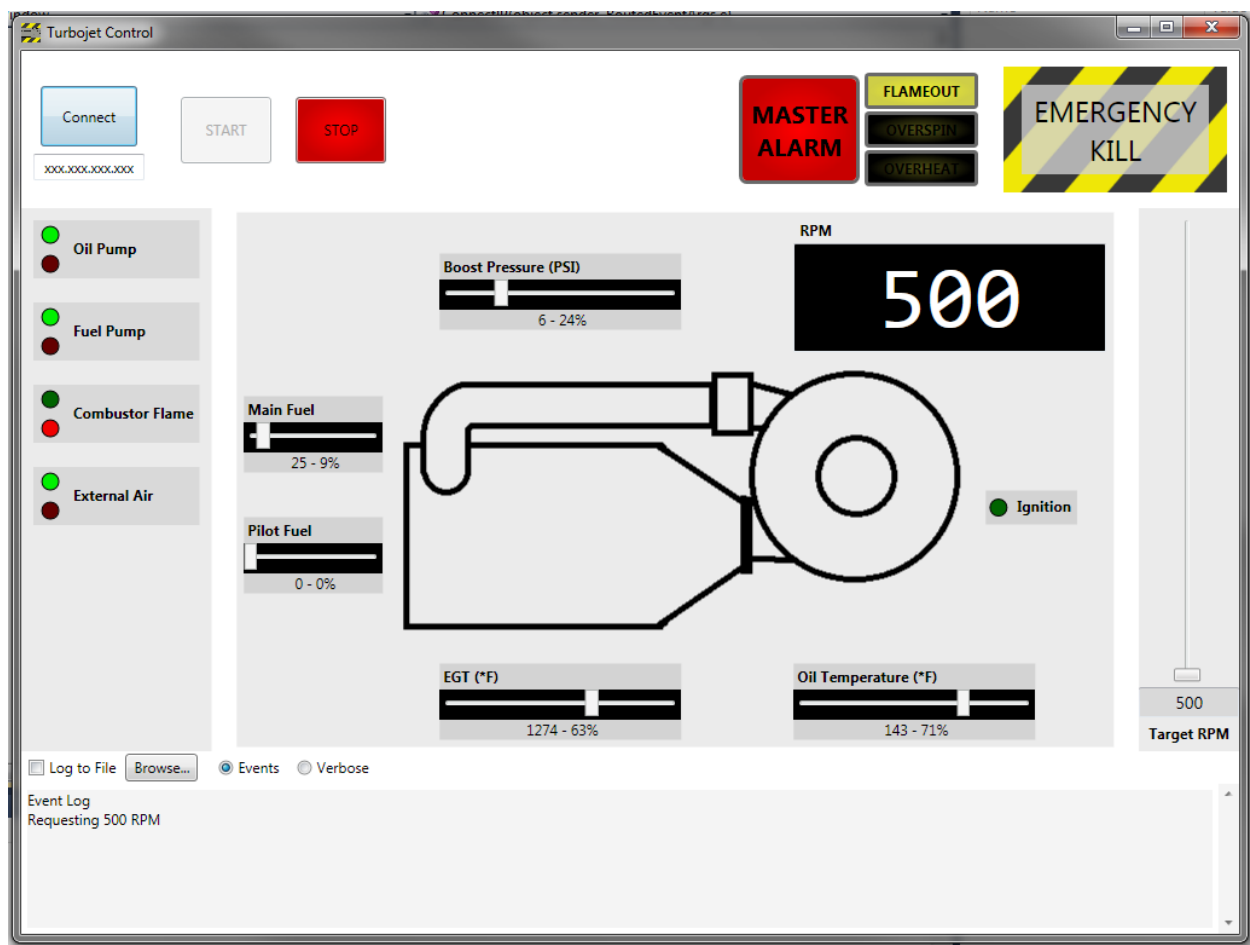 Turbojet Control
Connect
START
STOP
MASTER
ALARM
FLAMEOUT
OVERSPIN
OVERHEAT
EMERGENCY
KILL
xxx.xxx.xxx.xxx
Oil Pump
Fuel Pump
Combustor Flame
External Air
Boost Pressure (PSI)
6 - 24%
RPM
500
Main Fuel
25 - 9%
Pilot Fuel
0 - 0%
Ignition
EGT (*F)
1274 - 63%
Oil Temperature (*F)
143 - 71%
500
Target RPM
Log to File
Browse...
Events
Verbose
Event Log
Requesting 500 RPM